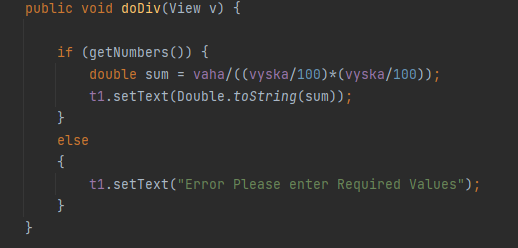 public void doDiv(View v) {
if (getNumbers()) {
double sum = vaha/((vyska/100)*(vyska/100));
t1.setText(Double.toString(sum));
}
else
{
t1.setText("Error Please enter Required Values");
}
}